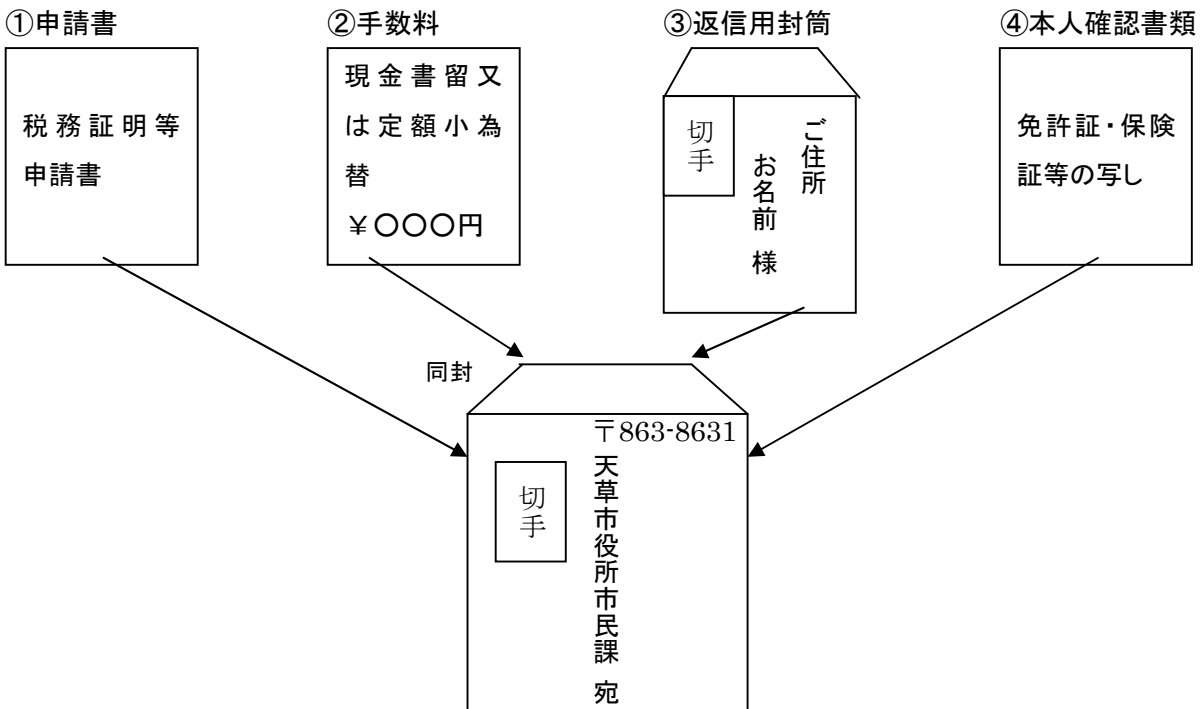 ①申請書
税務証明等
申請書
②手数料
現金書留又
は定額小為
替
￥〇〇〇円
③返信用封筒
切手
ご住所
お名前 様
④本人確認書類
免許証・保険
証等の写し
同封
〒863-8631
切手
天草市役所市民課 宛